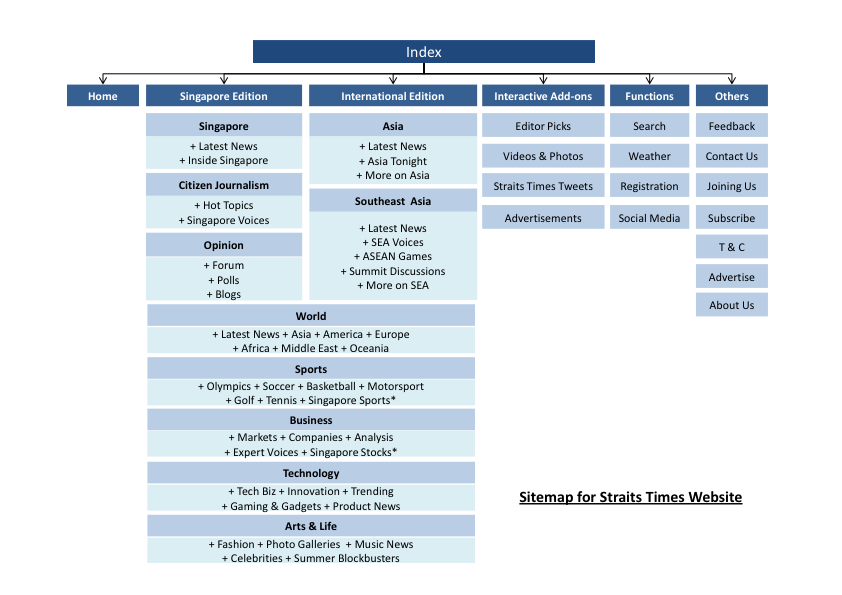 Index
Home
Singapore Edition
International Edition
Interactive Add-ons
Functions
Others
Singapore
+ Latest News
+ Inside Singapore
Citizen Journalism
+ Hot Topics
+ Singapore Voices
Opinion
+ Forum
+ Polls
+ Blogs
Asia
+ Latest News
+ Asia Tonight
+ More on Asia
Southeast  Asia
+ Latest News
+ SEA Voices
+ ASEAN Games
+ Summit Discussions
+ More on SEA
World
+ Latest News + Asia + America + Europe
+ Africa + Middle East + Oceania
Sports
+ Olympics + Soccer + Basketball + Motorsport
+ Golf + Tennis + Singapore Sports*
Business
+ Markets + Companies + Analysis
+ Expert Voices + Singapore Stocks*
Technology
+ Tech Biz + Innovation + Trending
+ Gaming & Gadgets + Product News
Arts & Life
+ Fashion + Photo Galleries  + Music News
+ Celebrities + Summer Blockbusters
Editor Picks
Videos & Photos
Straits Times Tweets
Advertisements
Search
Weather
Registration
Social Media
Feedback
Contact Us
Joining Us
Subscribe
T & C
Advertise
About Us
Sitemap for Straits Times Website